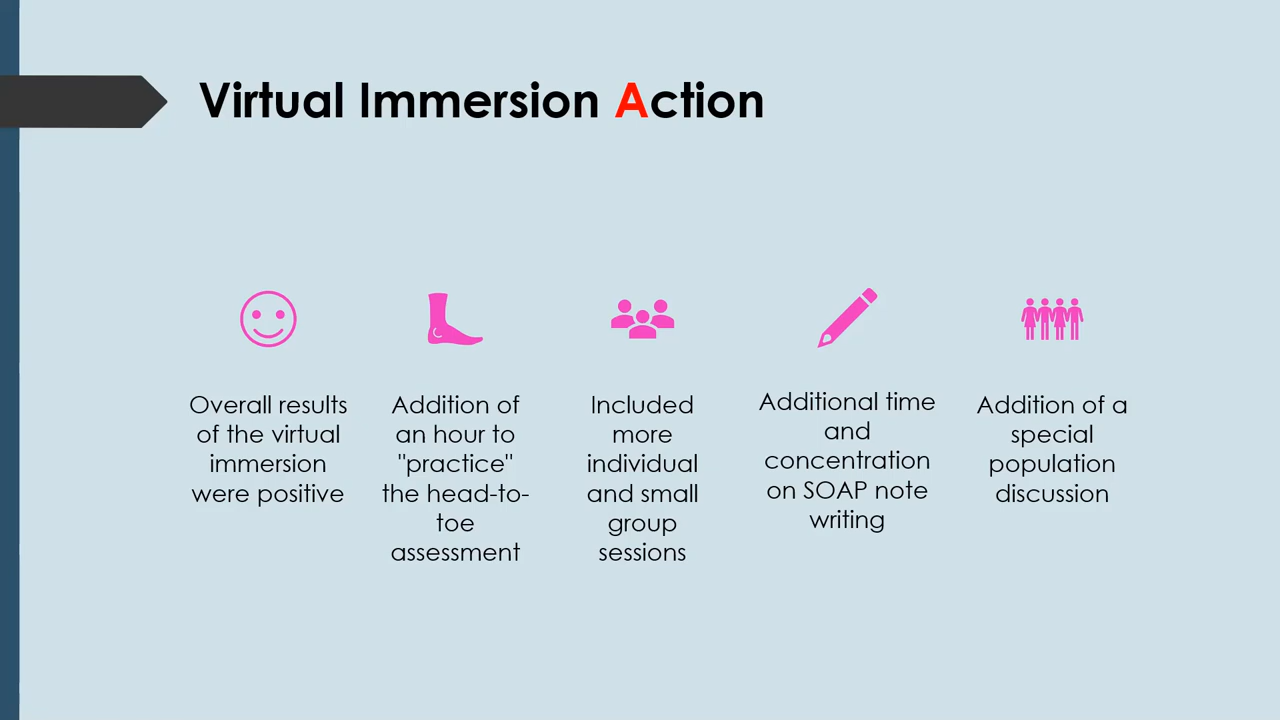 Virtual Immersion Action
Overall results
of the virtual
immersion
were positive
Addition of
an hour to
"practice"
the head-to-
toe
assessment
Included
more
individual
and small
group
sessions
Additional time
and
concentration
on SOAP note
writing
Addition of a
special
population
discussion